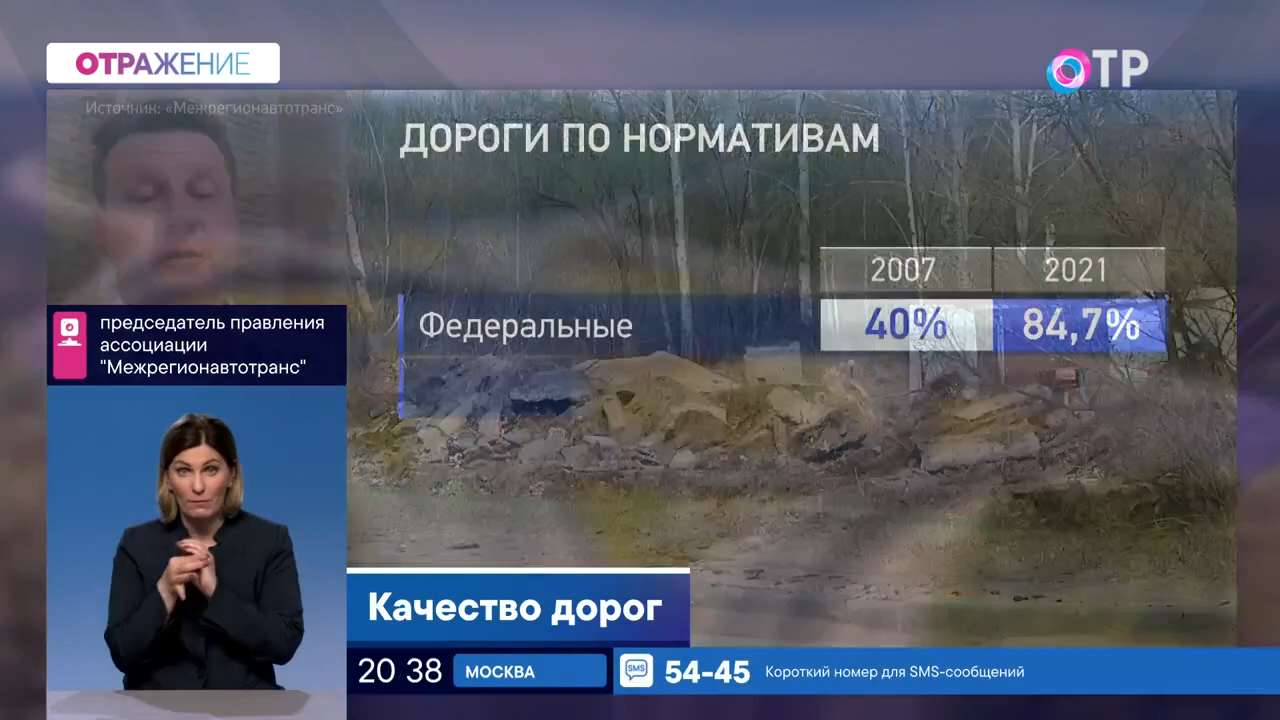 ОТРАЖЕНИЕ
ОТР
Источник: «Межрегионавтотранс»
ДОРОГИ ПО НОРМАТИВАМ
2007 2021
Федеральные 40% 84,7%
председатель правления
ассоциации
"Межрегионавтотранс"
Качество дорог
20 38 МОСКВА SMS 54-45 Короткий номер для SMS-сообщений